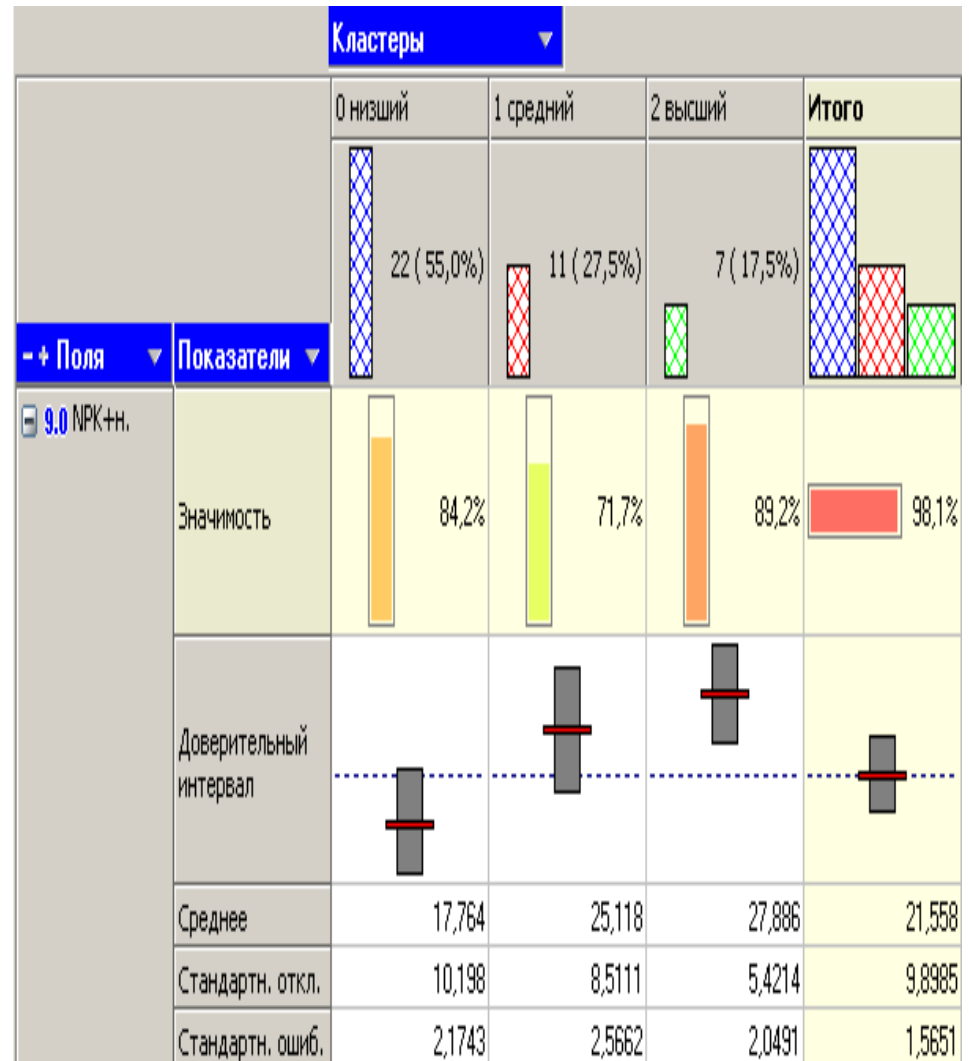 Кластеры
0 низший 1 средний 2 высший Итого
22 ( 55,0%) 11 ( 27,5%) 7 ( 17,5%)
– + Поля Показатели
9.0 NPK+н.
Значимость 84,2% 71,7% 89,2% 98,1%
Доверительный
интервал
Среднее 17,764 25,118 27,886 21,558
Стандартн. откл. 10,198 8,5111 5,4214 9,8985
Стандартн. ошиб. 2,1743 2,5662 2,0491 1,5651